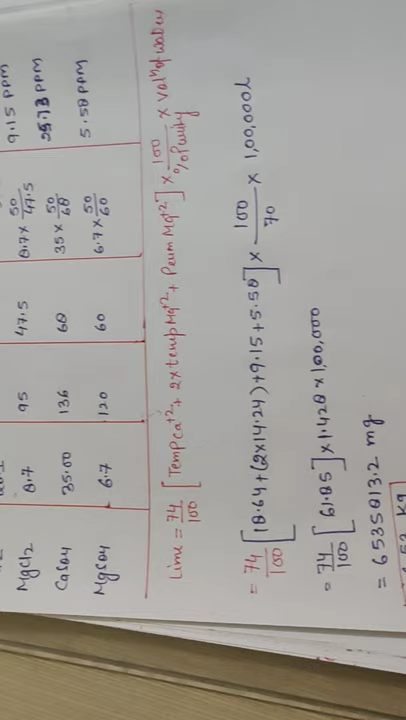 MgCl2 8.7 95 47.5 8.7 × 50/47.5 9.15 PPM
CaSO4 35.00 136 68 35 × 50/68 25.73 PPM
MgSO4 6.7 120 60 6.7 × 50/60 5.58 PPM
Lime = 74/100 [Temp Ca+2 + 2 x temp Mg+2 + Perm Mg+2] × 100/% Purity × Vol^n of water
= 74/100 [18.64 + (2×14.24) + 9.15 + 5.58] × 100/70 × 1,00,000L
= 74/100 [61.85] × 1.428 × 1,00,000
= 6535813.2 mg
.53 Kg